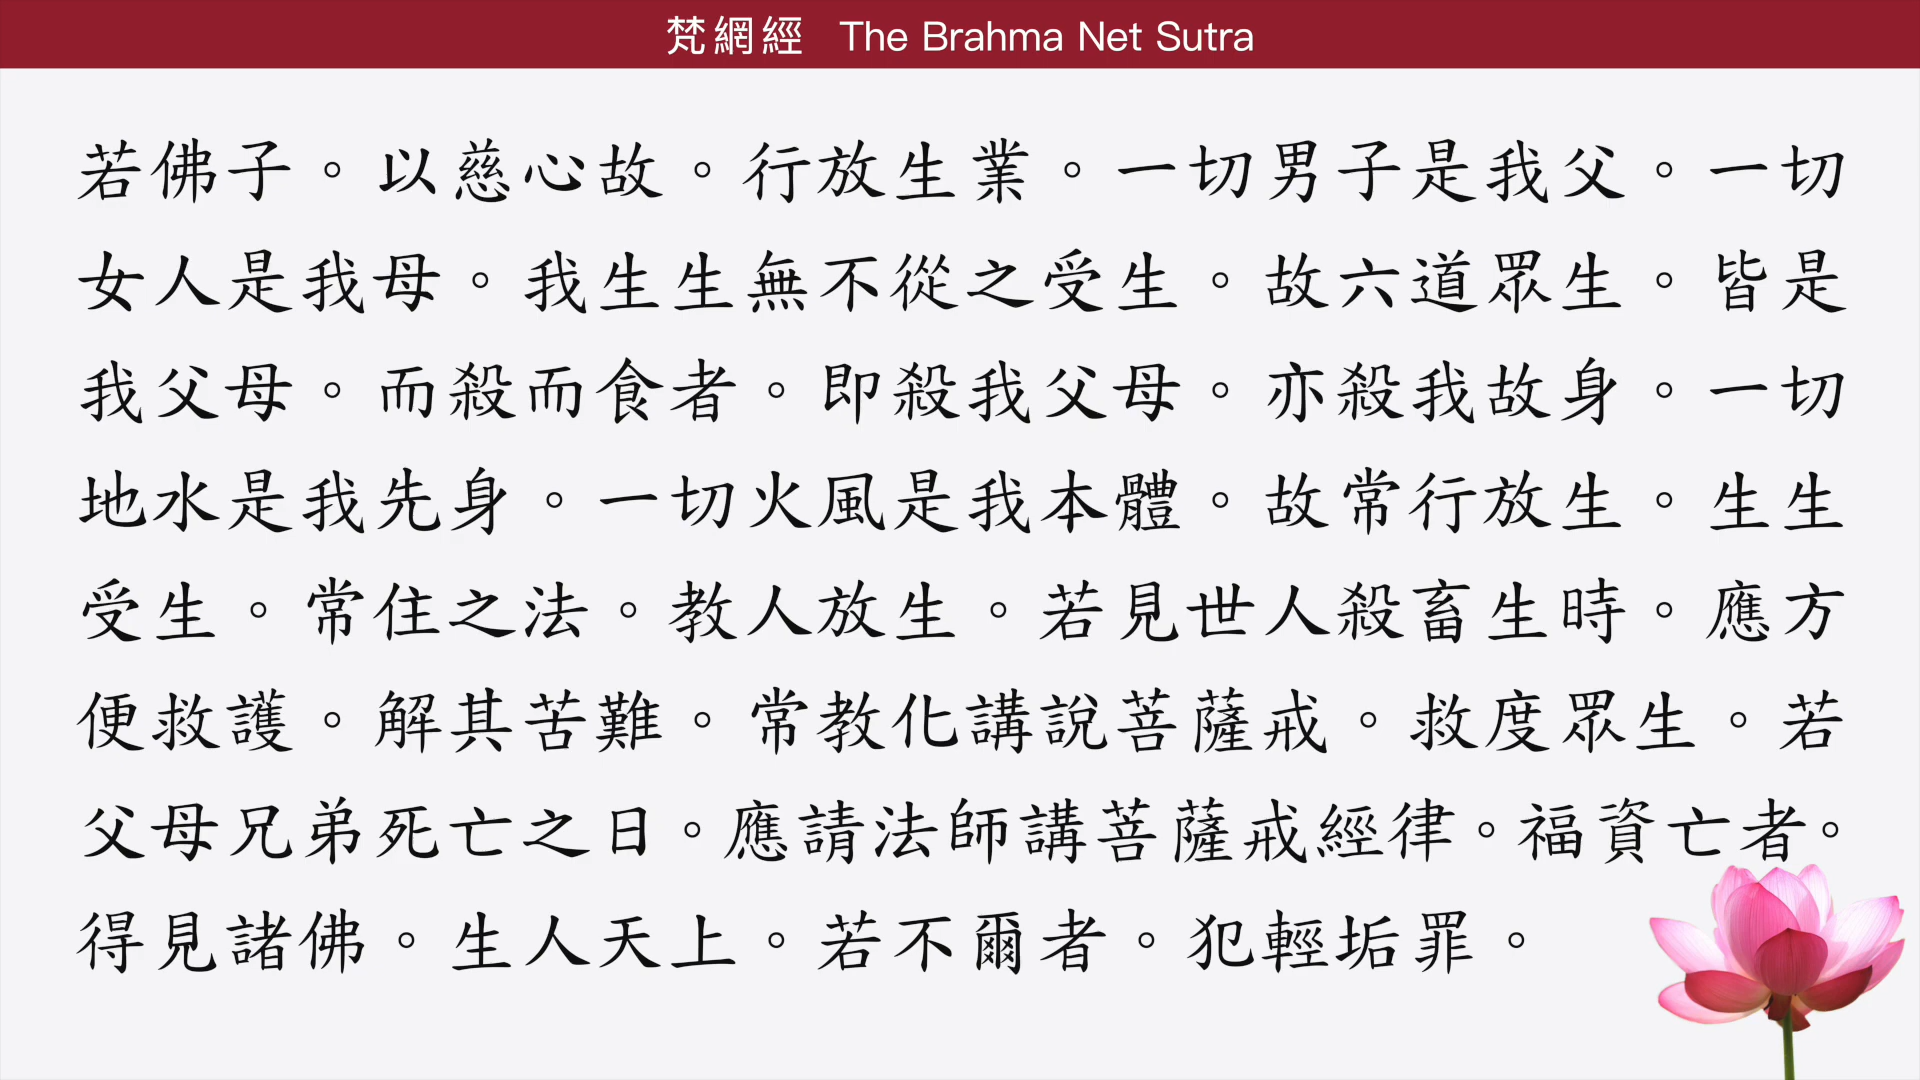 梵網經 The Brahma Net Sutra
若佛子。以慈心故。行放生業。一切男子是我父。一切
女人是我母。我生生無不從之受生。故六道眾生。皆是
我父母。而殺而食者。即殺我父母。亦殺我故身。一切
地水是我先身。一切火風是我本體。故常行放生。生生
受生。常住之法。教人放生。若見世人殺畜生時。應方
便救護。解其苦難。常教化講說菩薩戒。救度眾生。若
父母兄弟死亡之日。應請法師講菩薩戒經律。福資亡者。
得見諸佛。生人天上。若不爾者。犯輕垢罪。